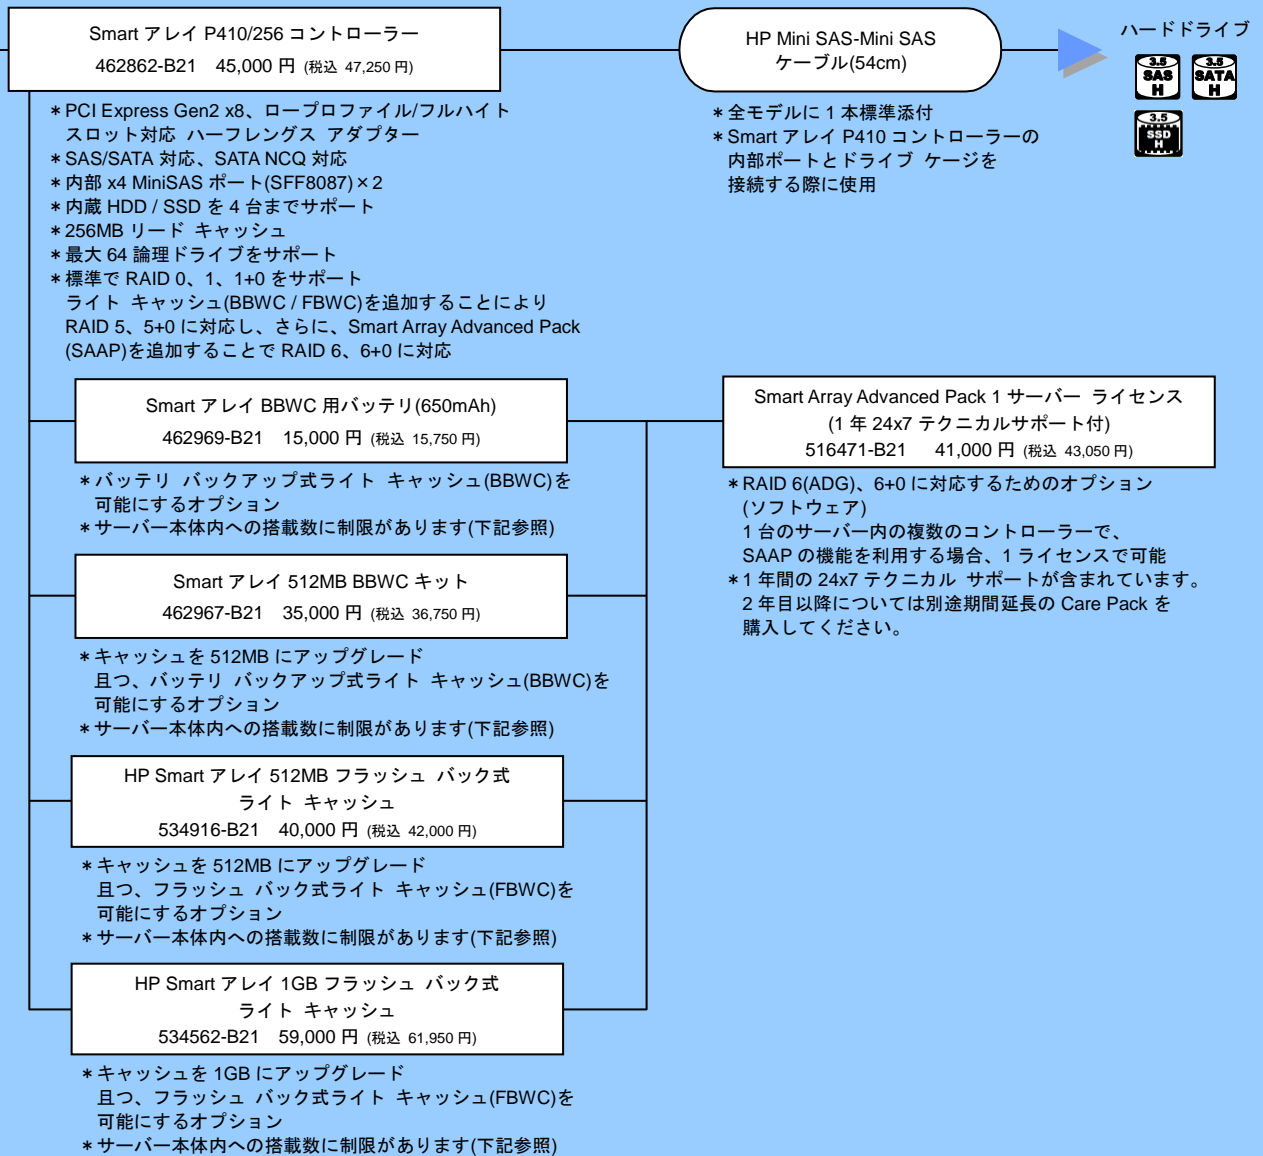 Smart アレイ P410/256 コントローラー
462862-B21 45,000 円 (税込 47,250 円)
HP Mini SAS-Mini SAS
ケーブル(54cm)
ハードドライブ
3.5
SAS
H
3.5
SATA
H
3.5
SSD
H
＊PCI Express Gen2 x8、ロープロファイル/フルハイト
スロット対応 ハーフレングス アダプター
＊SAS/SATA 対応、SATA NCQ 対応
＊内部 x4 MiniSAS ポート(SFF8087)×2
＊内蔵 HDD / SSD を 4 台までサポート
＊256MB リード キャッシュ
＊最大 64 論理ドライブをサポート
＊標準で RAID 0、1、1+0 をサポート
ライト キャッシュ(BBWC / FBWC)を追加することにより
RAID 5、5+0 に対応し、さらに、Smart Array Advanced Pack
(SAAP)を追加することで RAID 6、6+0 に対応
＊全モデルに 1 本標準添付
＊Smart アレイ P410 コントローラーの
内部ポートとドライブ ケージを
接続する際に使用
Smart アレイ BBWC 用バッテリ(650mAh)
462969-B21 15,000 円 (税込 15,750 円)
＊バッテリ バックアップ式ライト キャッシュ(BBWC)を
可能にするオプション
＊サーバー本体内への搭載数に制限があります(下記参照)
Smart Array Advanced Pack 1 サーバー ライセンス
(1 年 24x7 テクニカルサポート付)
516471-B21 41,000 円 (税込 43,050 円)
＊RAID 6(ADG)、6+0 に対応するためのオプション
(ソフトウェア)
1 台のサーバー内の複数のコントローラーで、
SAAP の機能を利用する場合、1 ライセンスで可能
＊1 年間の 24x7 テクニカル サポートが含まれています。
2 年目以降については別途期間延長の Care Pack を
購入してください。
Smart アレイ 512MB BBWC キット
462967-B21 35,000 円 (税込 36,750 円)
＊キャッシュを 512MB にアップグレード
且つ、バッテリ バックアップ式ライト キャッシュ(BBWC)を
可能にするオプション
＊サーバー本体内への搭載数に制限があります(下記参照)
HP Smart アレイ 512MB フラッシュ バック式
ライト キャッシュ
534916-B21 40,000 円 (税込 42,000 円)
＊キャッシュを 512MB にアップグレード
且つ、フラッシュ バック式ライト キャッシュ(FBWC)を
可能にするオプション
＊サーバー本体内への搭載数に制限があります(下記参照)
HP Smart アレイ 1GB フラッシュ バック式
ライト キャッシュ
534562-B21 59,000 円 (税込 61,950 円)
＊キャッシュを 1GB にアップグレード
且つ、フラッシュ バック式ライト キャッシュ(FBWC)を
可能にするオプション
＊サーバー本体内への搭載数に制限があります(下記参照)